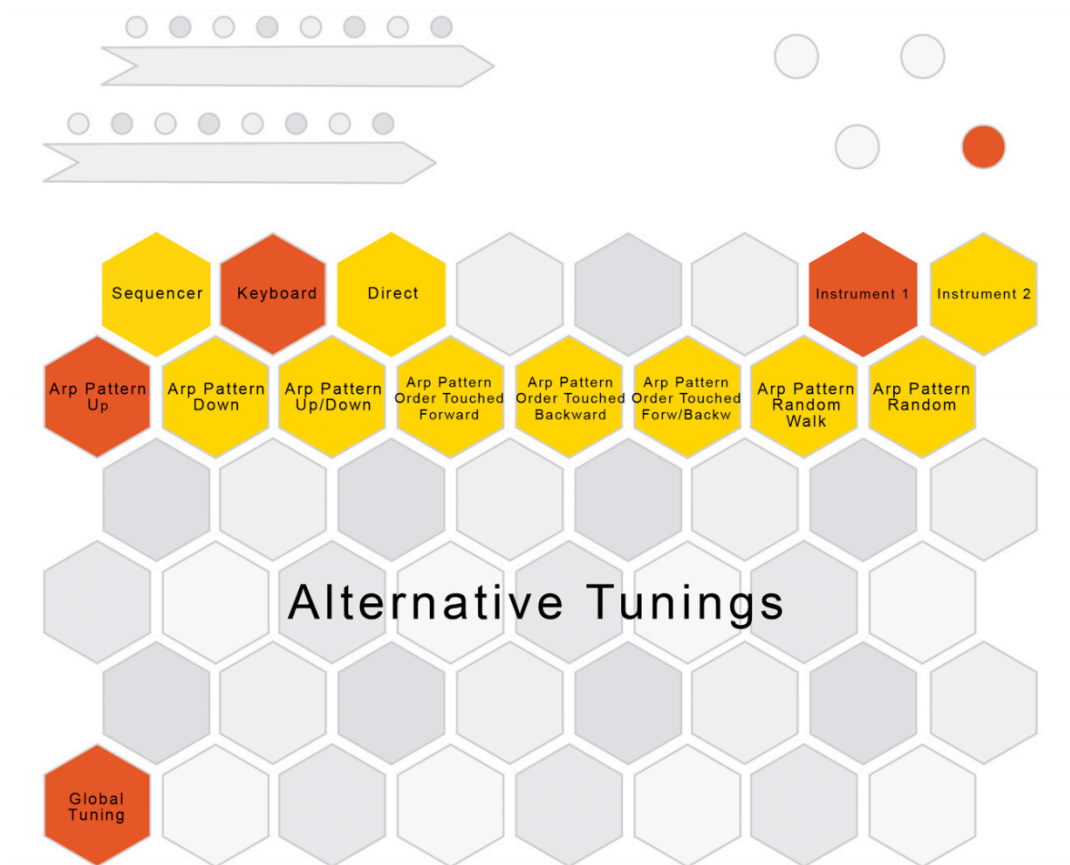 Sequencer
Keyboard
Direct
Instrument 1
Instrument 2
Arp Pattern
Up
Arp Pattern
Down
Arp Pattern
Up/Down
Arp Pattern
Order Touched
Forward
Arp Pattern
Order Touched
Backward
Arp Pattern
Order Touched
Forw/Backw
Arp Pattern
Random
Walk
Arp Pattern
Random
Alternative Tunings
Global
Tuning